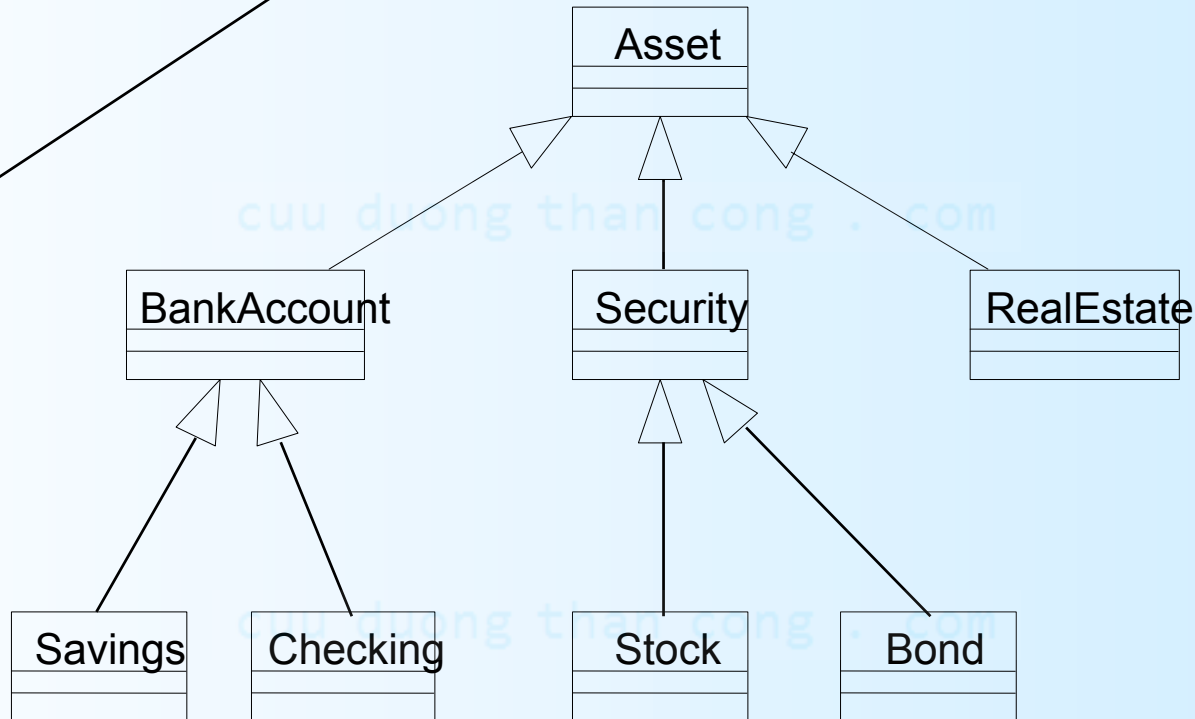 Asset
cuu duong than cong . com
BankAccount Security RealEstate
cuu duong than cong . com
Savings Checking Stock Bond